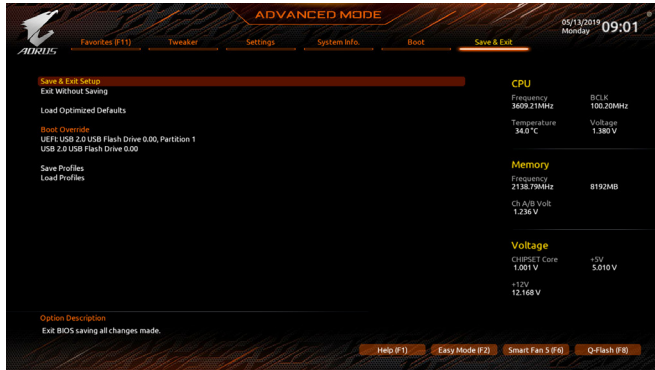 ADVANCED MODE
05/13/2019 Monday 09:01
AORUS
Favorites (F11) Tweaker Settings System Info. Boot Save & Exit
Save & Exit Setup
Exit Without Saving
Load Optimized Defaults
Boot Override
UEFI: USB 2.0 USB Flash Drive 0.00, Partition 1
USB 2.0 USB Flash Drive 0.00
Save Profiles
Load Profiles
CPU
Frequency BCLK
3609.21MHz 100.20MHz
Temperature Voltage
34.0 °C 1.380 V
Memory
Frequency
2138.79MHz 8192MB
Ch A/B Volt
1.236 V
Voltage
CHIPSET Core +5V
1.001 V 5.010 V
+12V
12.168 V
Option Description
Exit BIOS saving all changes made.
Help (F1) Easy Mode (F2) Smart Fan 5 (F6) Q-Flash (F8)